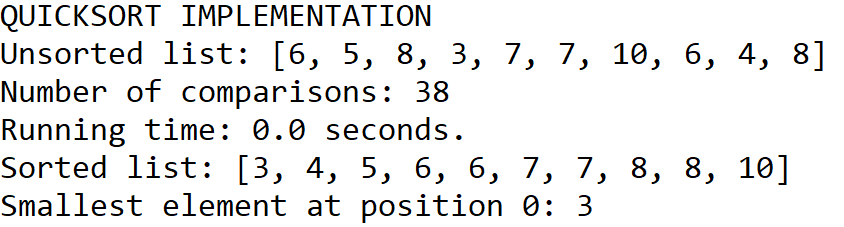 QUICKSORT IMPLEMENTATION
Unsorted list: [6, 5, 8, 3, 7, 7, 10, 6, 4, 8]
Number of comparisons: 38
Running time: 0.0 seconds.
Sorted list: [3, 4, 5, 6, 6, 7, 7, 8, 8, 10]
Smallest element at position 0: 3